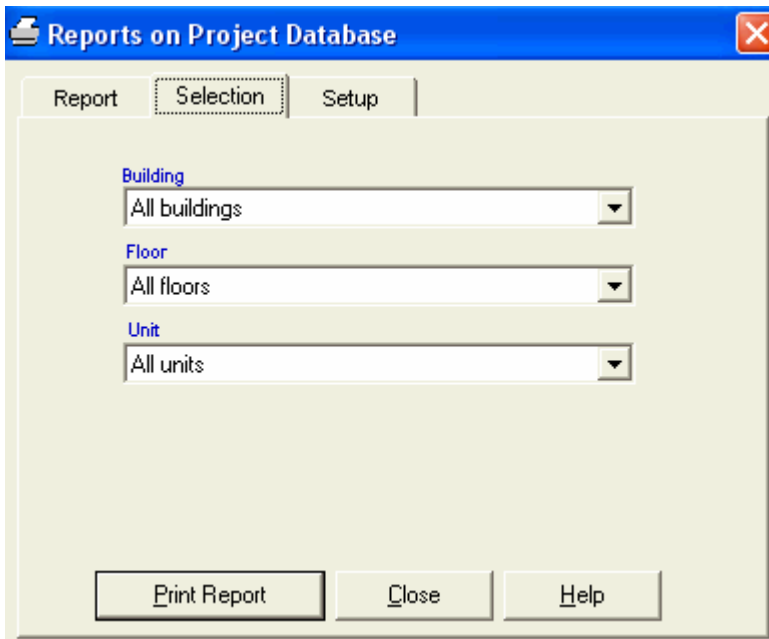 Reports on Project Database
Report Selection Setup
Building
All buildings
Floor
All floors
Unit
All units
Print Report Close Help